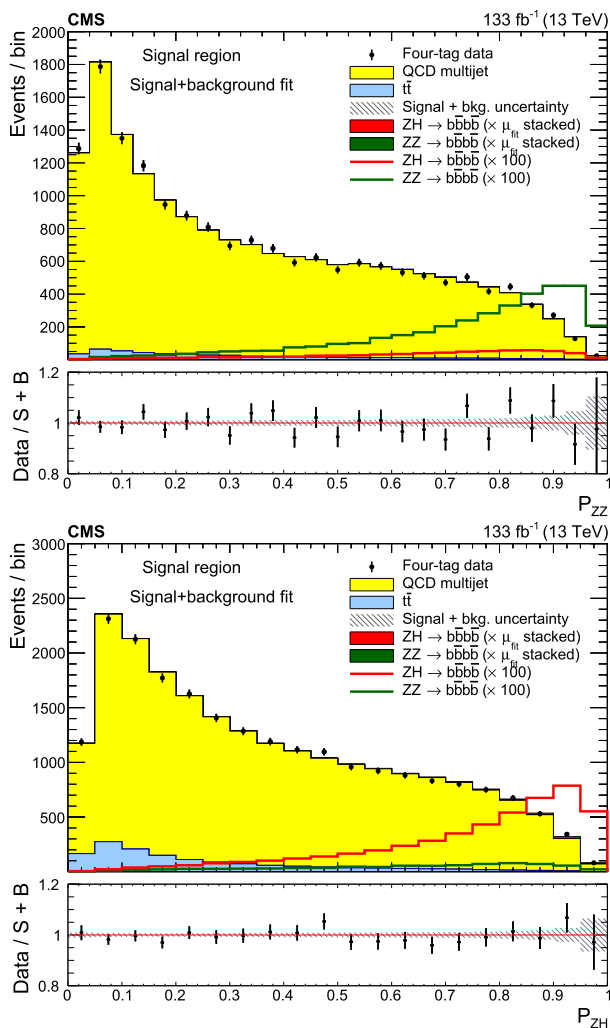 CMS 133 fb⁻¹ (13 TeV)
Events / bin
2000
1800
1600
1400
1200
1000
800
600
400
200
Signal region
Signal+background fit
Four-tag data
QCD multijet
tt̄
Signal + bkg. uncertainty
ZH → bb̄bb̄ (× μfit stacked)
ZZ → bb̄bb̄ (× μfit stacked)
ZH → bb̄bb̄ (× 100)
ZZ → bb̄bb̄ (× 100)
Data / S + B
1.2
1
0.8
0 0.1 0.2 0.3 0.4 0.5 0.6 0.7 0.8 0.9 1
P_ZZ
CMS 133 fb⁻¹ (13 TeV)
Events / bin
3000
2500
2000
1500
1000
500
Signal region
Signal+background fit
Four-tag data
QCD multijet
tt̄
Signal + bkg. uncertainty
ZH → bb̄bb̄ (× μfit stacked)
ZZ → bb̄bb̄ (× μfit stacked)
ZH → bb̄bb̄ (× 100)
ZZ → bb̄bb̄ (× 100)
Data / S + B
1.2
1
0.8
0 0.1 0.2 0.3 0.4 0.5 0.6 0.7 0.8 0.9 1
P_ZH